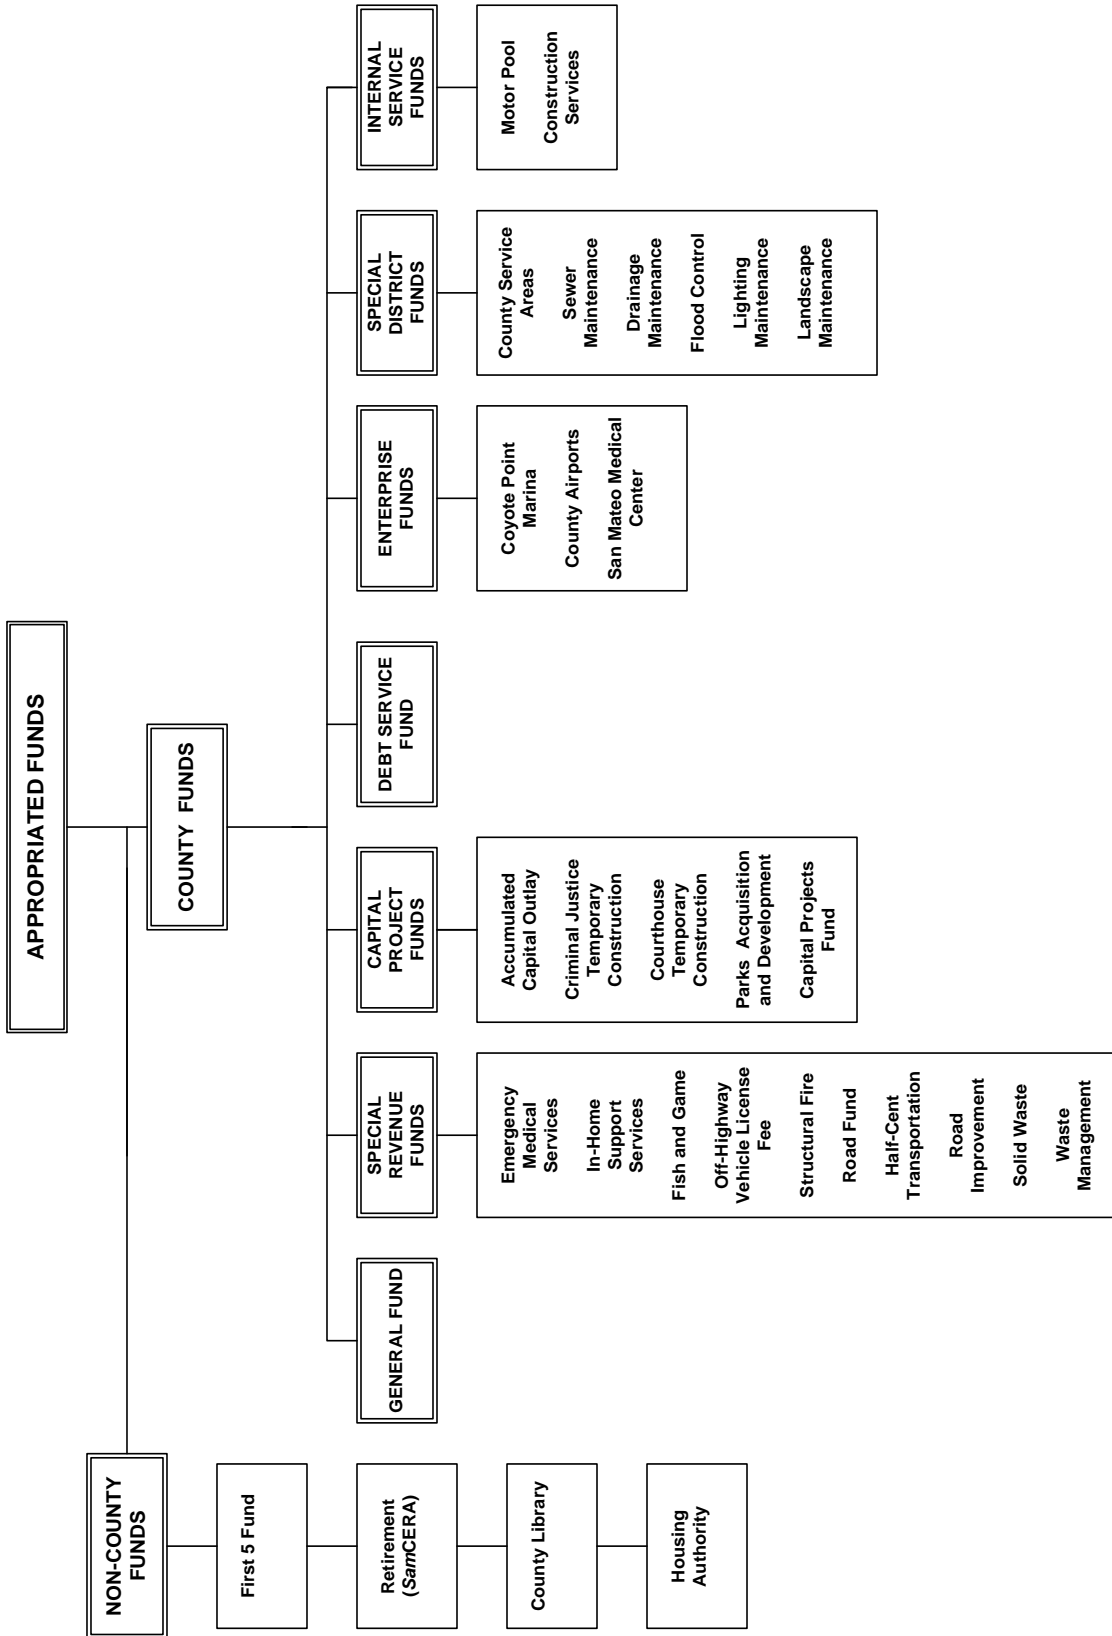 APPROPRIATED FUNDS
NON-COUNTY
FUNDS
First 5 Fund
Retirement
(SamCERA)
County Library
Housing
Authority
COUNTY FUNDS
GENERAL FUND
SPECIAL
REVENUE
FUNDS
Emergency
Medical
Services
In-Home
Support
Services
Fish and Game
Off-Highway
Vehicle License
Fee
Structural Fire
Road Fund
Half-Cent
Transportation
Road
Improvement
Solid Waste
Waste
Management
CAPITAL
PROJECT
FUNDS
Accumulated
Capital Outlay
Criminal Justice
Temporary
Construction
Courthouse
Temporary
Construction
Parks Acquisition
and Development
Capital Projects
Fund
DEBT SERVICE
FUND
ENTERPRISE
FUNDS
Coyote Point
Marina
County Airports
San Mateo Medical
Center
SPECIAL
DISTRICT
FUNDS
County Service
Areas
Sewer
Maintenance
Drainage
Maintenance
Flood Control
Lighting
Maintenance
Landscape
Maintenance
INTERNAL
SERVICE
FUNDS
Motor Pool
Construction
Services